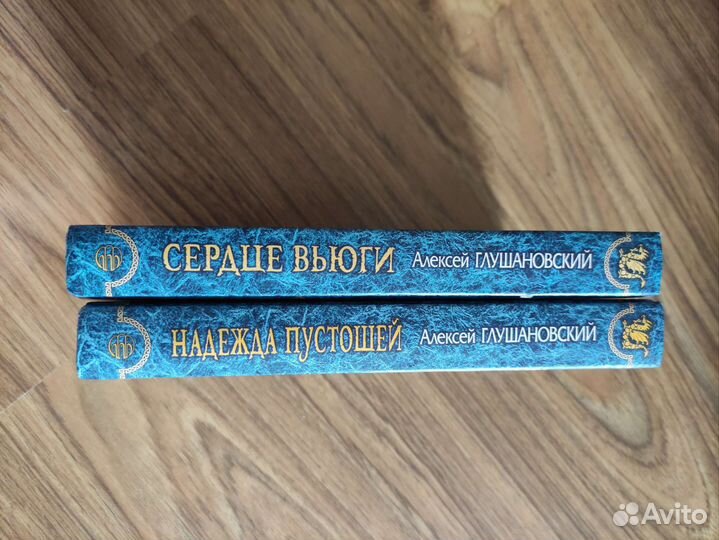 СЕРДЦЕ ВЬЮГИ Алексей ГЛУШАНОВСКИЙ
НАДЕЖДА ПУСТОШЕЙ Алексей ГЛУШАНОВСКИЙ
Avito